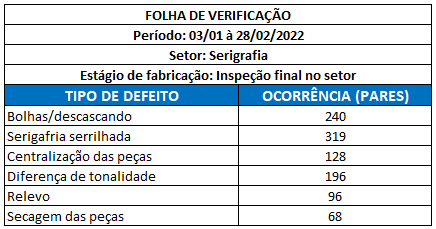 FOLHA DE VERIFICAÇÃO
Período: 03/01 à 28/02/2022
Setor: Serigrafia
Estágio de fabricação: Inspeção final no setor
TIPO DE DEFEITO OCORRÊNCIA (PARES)
Bolhas/descascando 240
Serigafria serrilhada 319
Centralização das peças 128
Diferença de tonalidade 196
Relevo 96
Secagem das peças 68